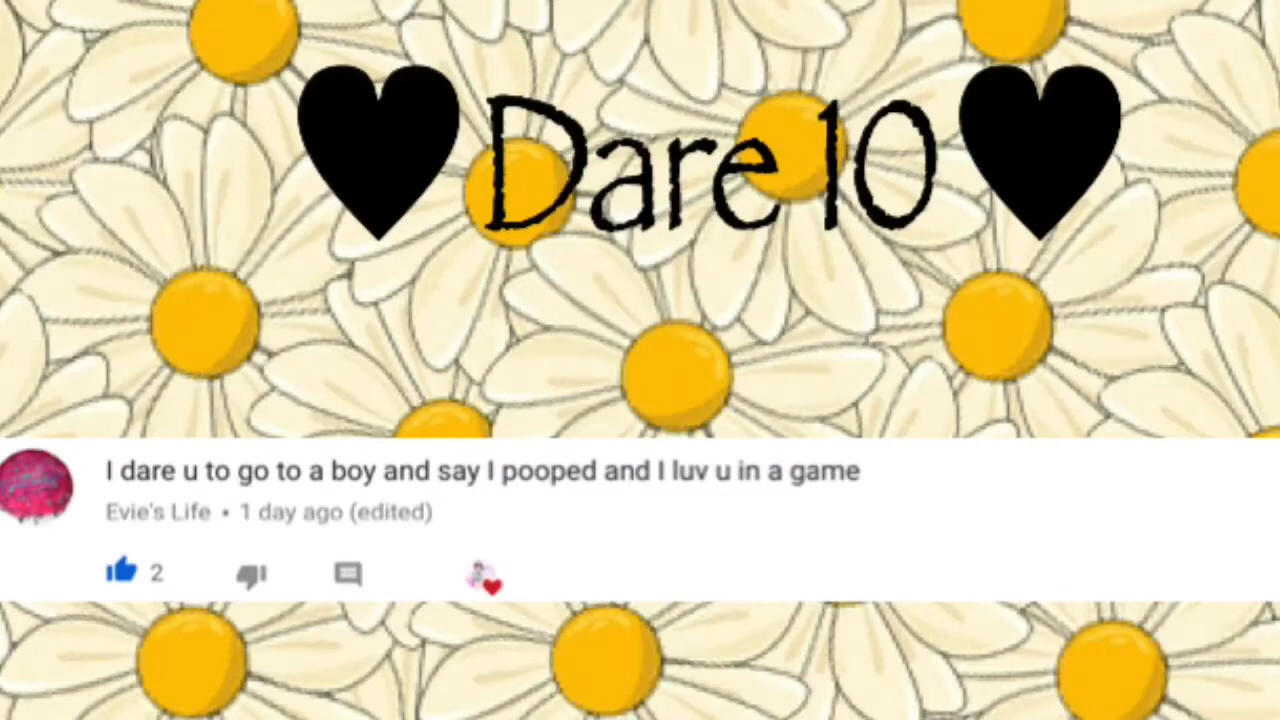 Dare 10
I dare u to go to a boy and say I pooped and I luv u in a game
Evie's Life • 1 day ago (edited)
2